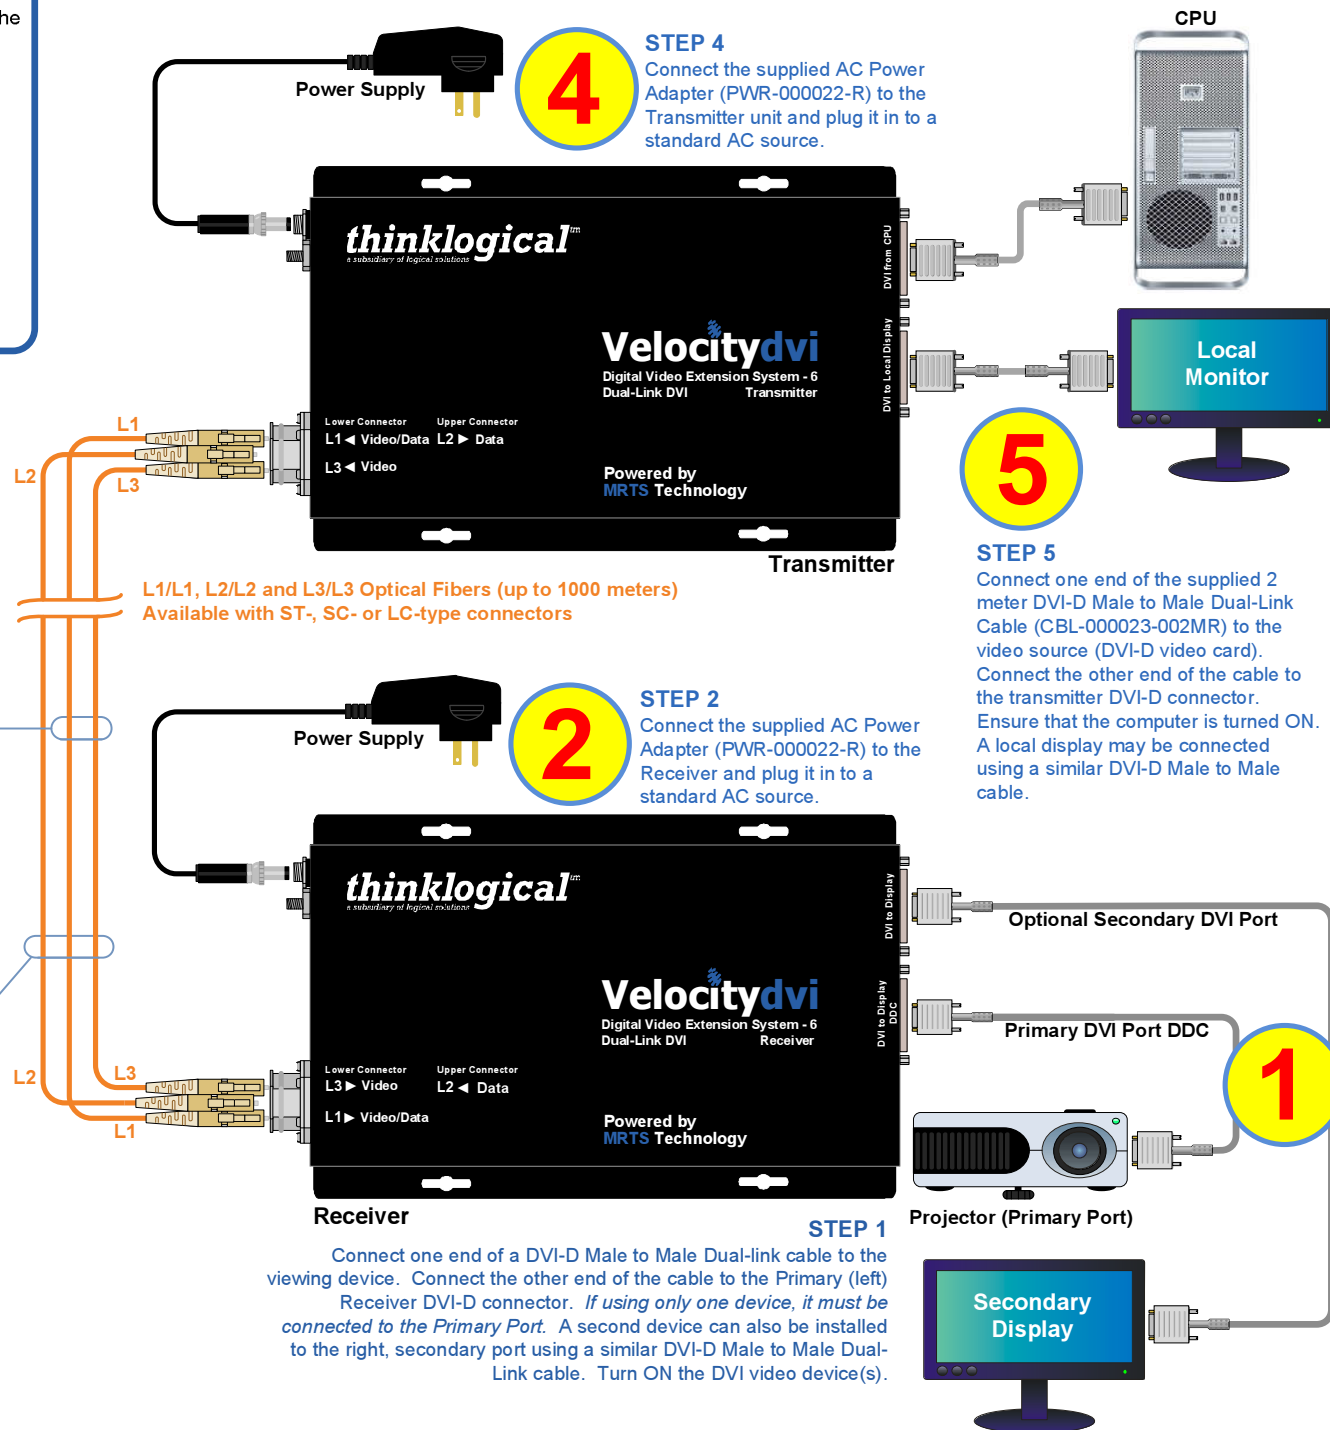 he
CPU
4
STEP 4
Connect the supplied AC Power
Adapter (PWR-000022-R) to the
Transmitter unit and plug it in to a
standard AC source.
Power Supply
thinklogical™
a subsidiary of logical solutions
DVI from CPU
DVI to Local Display
Velocitydvi
Digital Video Extension System - 6
Dual-Link DVI Transmitter
Local
Monitor
Lower Connector Upper Connector
L1 ◄ Video/Data L2 ► Data
L3 ◄ Video
Powered by
MRTS Technology
L1
L2
L3
Transmitter
5
STEP 5
Connect one end of the supplied 2
meter DVI-D Male to Male Dual-Link
Cable (CBL-000023-002MR) to the
video source (DVI-D video card).
Connect the other end of the cable to
the transmitter DVI-D connector.
Ensure that the computer is turned ON.
A local display may be connected
using a similar DVI-D Male to Male
cable.
L1/L1, L2/L2 and L3/L3 Optical Fibers (up to 1000 meters)
Available with ST-, SC- or LC-type connectors
2
STEP 2
Connect the supplied AC Power
Adapter (PWR-000022-R) to the
Receiver and plug it in to a
standard AC source.
Power Supply
thinklogical™
a subsidiary of logical solutions
DVI to Display
DVI to Display
DDC
Optional Secondary DVI Port
Primary DVI Port DDC
1
Velocitydvi
Digital Video Extension System - 6
Dual-Link DVI Receiver
Lower Connector Upper Connector
L3 ► Video L2 ◄ Data
L1 ► Video/Data
Powered by
MRTS Technology
L3
L2
L1
Receiver
Projector (Primary Port)
STEP 1
Connect one end of a DVI-D Male to Male Dual-link cable to the
viewing device. Connect the other end of the cable to the Primary (left)
Receiver DVI-D connector. If using only one device, it must be
connected to the Primary Port. A second device can also be installed
to the right, secondary port using a similar DVI-D Male to Male Dual-
Link cable. Turn ON the DVI video device(s).
Secondary
Display